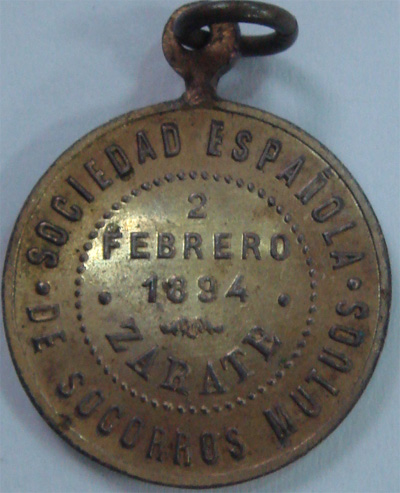 SOCIEDAD ESPAÑOLA
DE SOCORROS MUTUOS
2
FEBRERO
1894
ZARATE